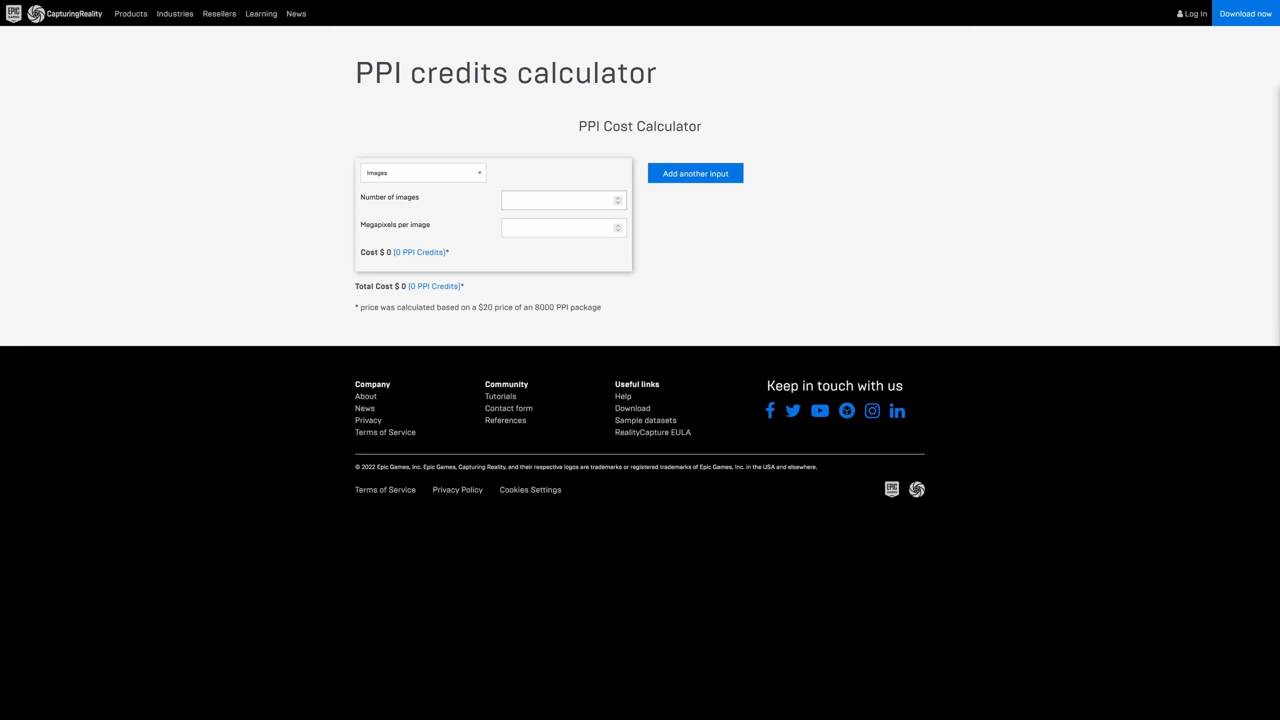 EPIC GAMES CapturingReality Products Industries Resellers Learning News Log In Download now
PPI credits calculator
PPI Cost Calculator
Images Add another input
Number of images
Megapixels per image
Cost $ 0 (0 PPI Credits)*
Total Cost $ 0 (0 PPI Credits)*
* price was calculated based on a $20 price of an 8000 PPI package
Company Community Useful links Keep in touch with us
About Tutorials Help
News Contact form Download
Privacy References Sample datasets
Terms of Service RealityCapture EULA
© 2022 Epic Games, Inc. Epic Games, Capturing Reality, and their respective logos are trademarks or registered trademarks of Epic Games, Inc. in the USA and elsewhere.
Terms of Service Privacy Policy Cookies Settings EPIC GAMES